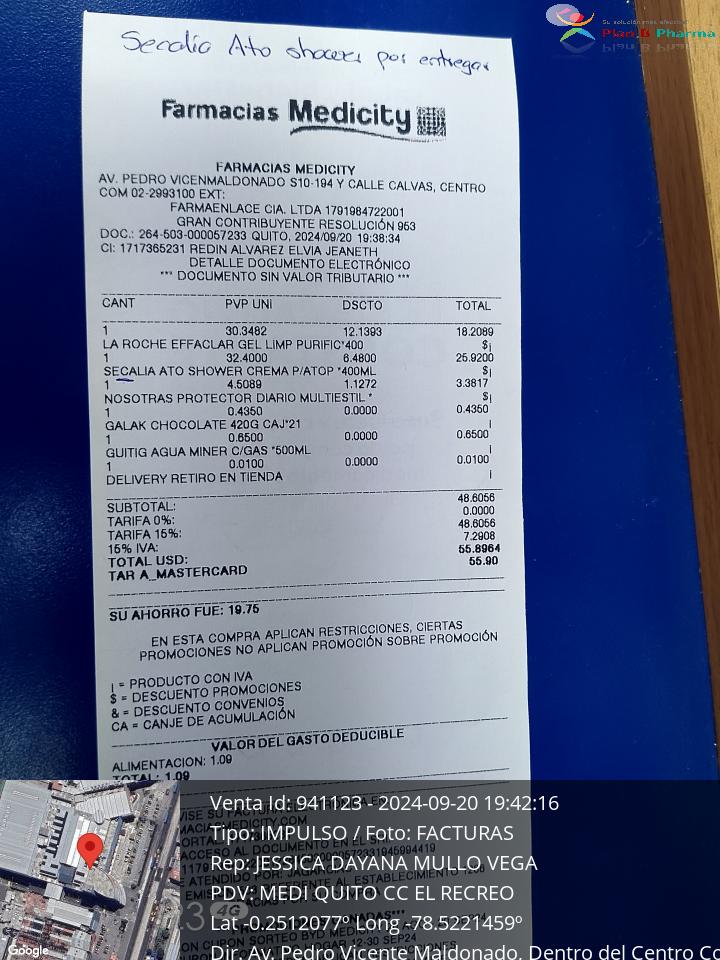 Su solución más efectiva
Plan B Pharma
Secalia Ato shower por entregar
Farmacias Medicity
FARMACIAS MEDICITY
AV. PEDRO VICENMALDONADO S10-194 Y CALLE CALVAS, CENTRO
COM 02-2993100 EXT:
FARMAENLACE CIA. LTDA 1791984722001
GRAN CONTRIBUYENTE RESOLUCIÓN 953
DOC.: 264-503-000057233 QUITO, 2024/09/20 19:38:34
CI: 1717365231 REDIN ALVAREZ ELVIA JEANETH
DETALLE DOCUMENTO ELECTRÓNICO
*** DOCUMENTO SIN VALOR TRIBUTARIO ***
CANT PVP UNI DSCTO TOTAL
1 30.3482 12.1393 18.2089
LA ROCHE EFFACLAR GEL LIMP PURIFIC*400 $¡
1 32.4000 6.4800 25.9200
SECALIA ATO SHOWER CREMA P/ATOP *400ML $¡
1 4.5089 1.1272 3.3817
NOSOTRAS PROTECTOR DIARIO MULTIESTIL * $¡
1 0.4350 0.0000 0.4350
GALAK CHOCOLATE 420G CAJ*21 |
1 0.6500 0.0000 0.6500
GUITIG AGUA MINER C/GAS *500ML |
1 0.0100 0.0000 0.0100
DELIVERY RETIRO EN TIENDA |
SUBTOTAL: 48.6056
TARIFA 0%: 0.0000
TARIFA 15%: 48.6056
15% IVA: 7.2908
TOTAL USD: 55.8964
TAR A_MASTERCARD 55.90
SU AHORRO FUE: 19.75
EN ESTA COMPRA APLICAN RESTRICCIONES, CIERTAS
PROMOCIONES NO APLICAN PROMOCIÓN SOBRE PROMOCIÓN
| = PRODUCTO CON IVA
$ = DESCUENTO PROMOCIONES
& = DESCUENTO CONVENIOS
CA = CANJE DE ACUMULACIÓN
VALOR DEL GASTO DEDUCIBLE
ALIMENTACION: 1.09
TOTAL: 1.09
Venta Id: 941123 - 2024-09-20 19:42:16
Tipo: IMPULSO / Foto: FACTURAS
Rep: JESSICA DAYANA MULLO VEGA
PDV: MEDI QUITO CC EL RECREO
Lat -0.2512077º Long -78.5221459º
Dir. Av. Pedro Vicente Maldonado, Dentro del Centro Co
Google